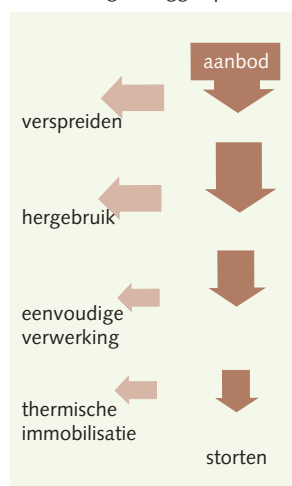 aanbod
verspreiden
hergebruik
eenvoudige
verwerking
thermische
immobilisatie
storten